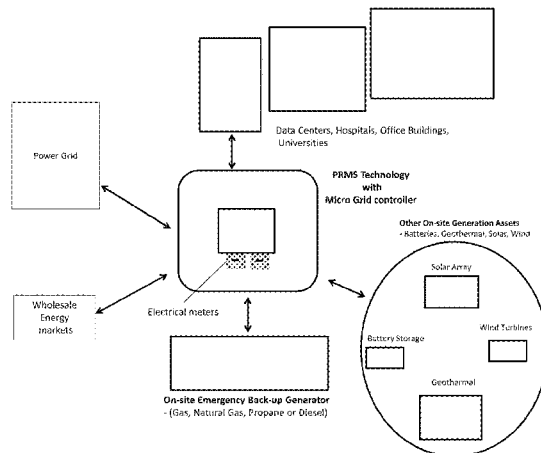 Data Centers, Hospitals, Office Buildings,
Universities
Power Grid
PRMS Technology
with
Micro Grid controller
Other On-site Generation Assets
- Batteries, Geothermal, Solar, Wind
Solar Array
Wholesale
Energy
markets
Electrical meters
Battery Storage
Wind Turbines
Geothermal
On-site Emergency Back-up Generator
- (Gas, Natural Gas, Propane or Diesel)